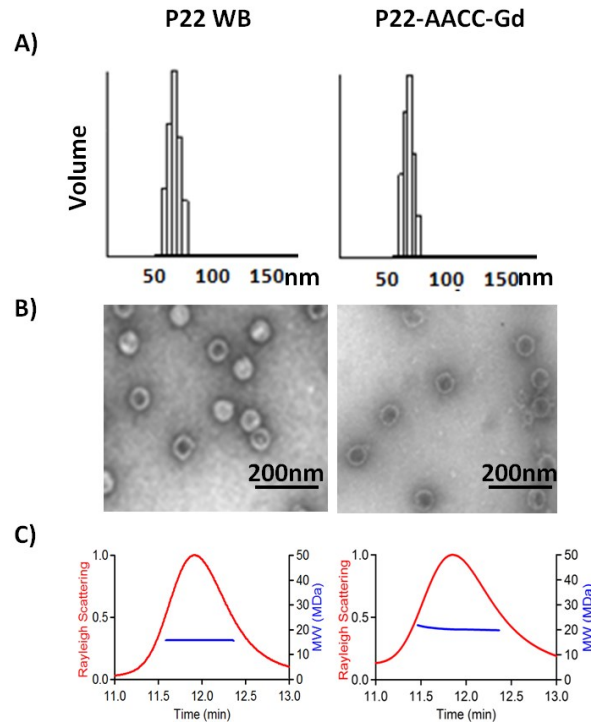 P22 WB
P22-AACC-Gd
A)
Volume
50 100 150nm
50 100 150nm
B)
200nm
200nm
C)
Rayleigh Scattering
1.0
0.5
0.0
50
40
30
20
10
0
MW (MDa)
11.0 11.5 12.0 12.5 13.0
Time (min)
Rayleigh Scattering
1.0
0.5
0.0
50
40
30
20
10
0
MW (MDa)
11.0 11.5 12.0 12.5 13.0
Time (min)